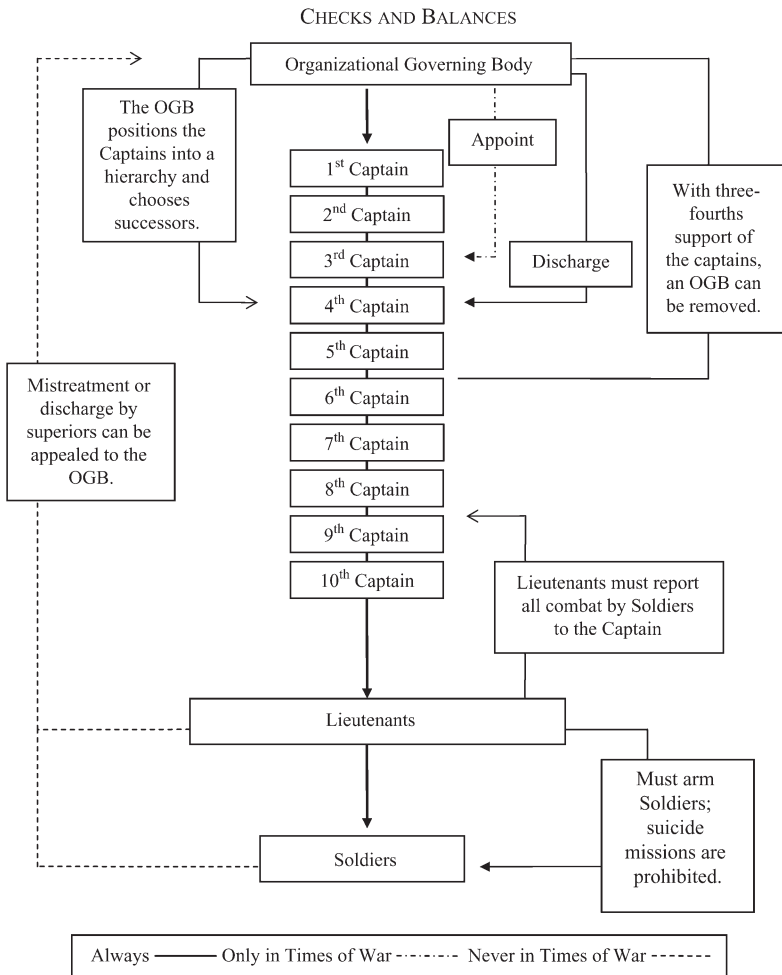 CHECKS AND BALANCES
Organizational Governing Body
The OGB
positions the
Captains into a
hierarchy and
chooses
successors.
Appoint
1st Captain
2nd Captain
3rd Captain
4th Captain
5th Captain
6th Captain
7th Captain
8th Captain
9th Captain
10th Captain
Discharge
With three-
fourths
support of
the captains,
an OGB can
be removed.
Mistreatment or
discharge by
superiors can be
appealed to the
OGB.
Lieutenants must report
all combat by Soldiers
to the Captain
Lieutenants
Must arm
Soldiers;
suicide
missions are
prohibited.
Soldiers
Always Only in Times of War Never in Times of War